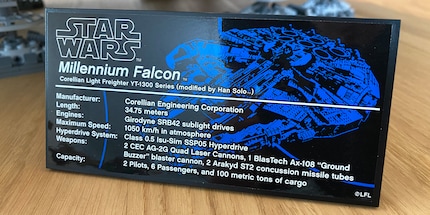 STAR
WARS
Millennium Falcon™
Corellian Light Freighter YT-1300 Series (modified by Han Solo™)
Manufacturer: Corellian Engineering Corporation
Length: 34.75 meters
Engines: Girodyne SRB42 sublight drives
Maximum Speed: 1050 km/h in atmosphere
Hyperdrive System: Class 0.5 Isu-Sim SSP05 Hyperdrive
Weapons: 2 CEC AG-2G Quad Laser Cannons, 1 BlasTech Ax-108 "Ground
Buzzer" blaster cannon, 2 Arakyd ST2 concussion missile tubes
Capacity: 2 Pilots, 6 Passengers, and 100 metric tons of cargo
©LFL